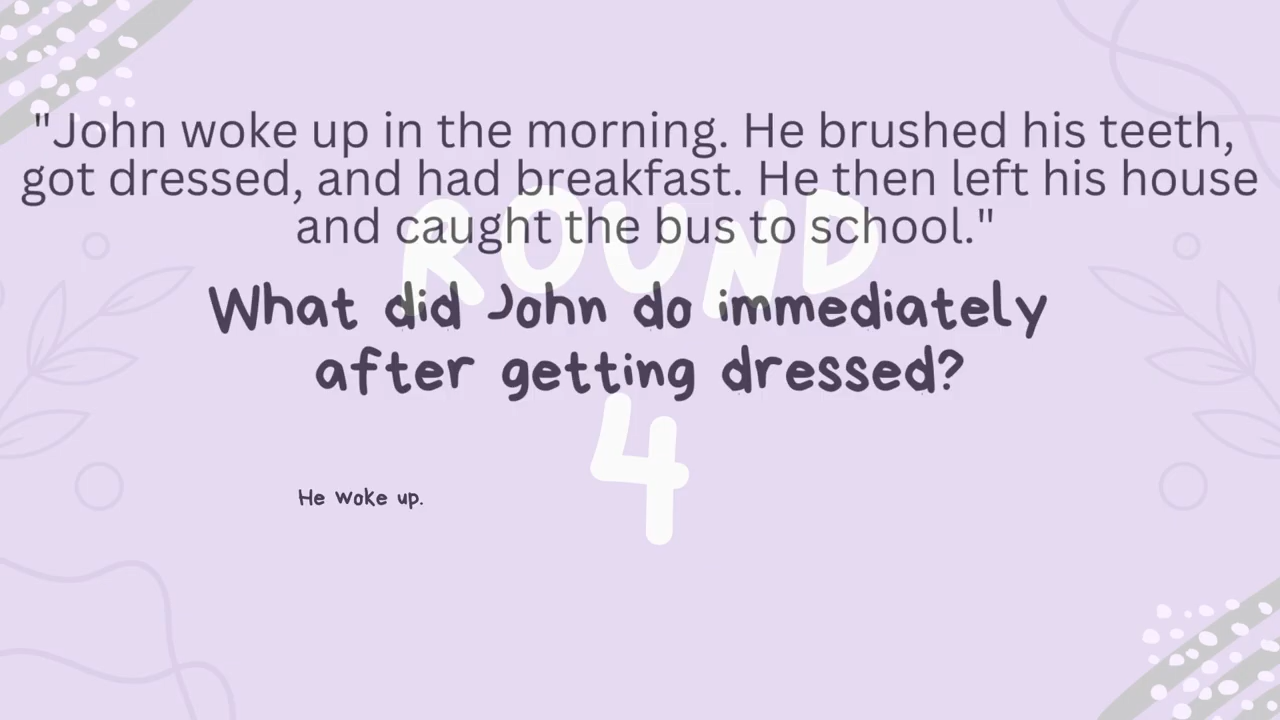 "John woke up in the morning. He brushed his teeth,
got dressed, and had breakfast. He then left his house
and caught the bus to school."
ROUND
What did John do immediately
after getting dressed?
4
He woke up.